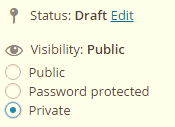 Status: Draft Edit
Visibility: Public
Public
Password protected
Private